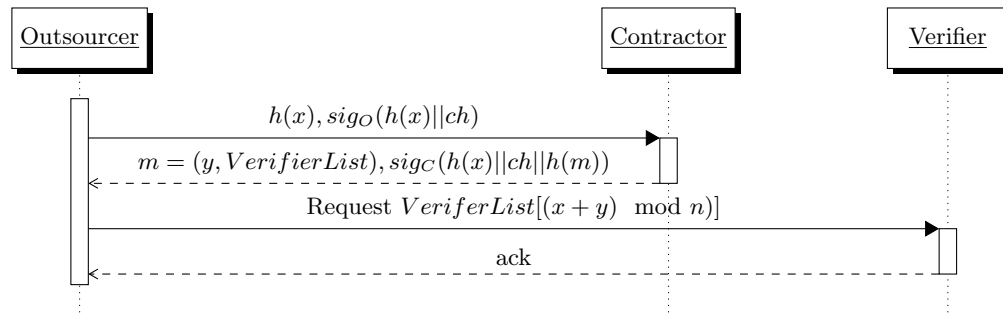 Outsourcer
Contractor
Verifier
h(x), sig_O(h(x)||ch)
m = (y, VerifierList), sig_C(h(x)||ch||h(m))
Request VeriferList[(x + y) mod n)]
ack